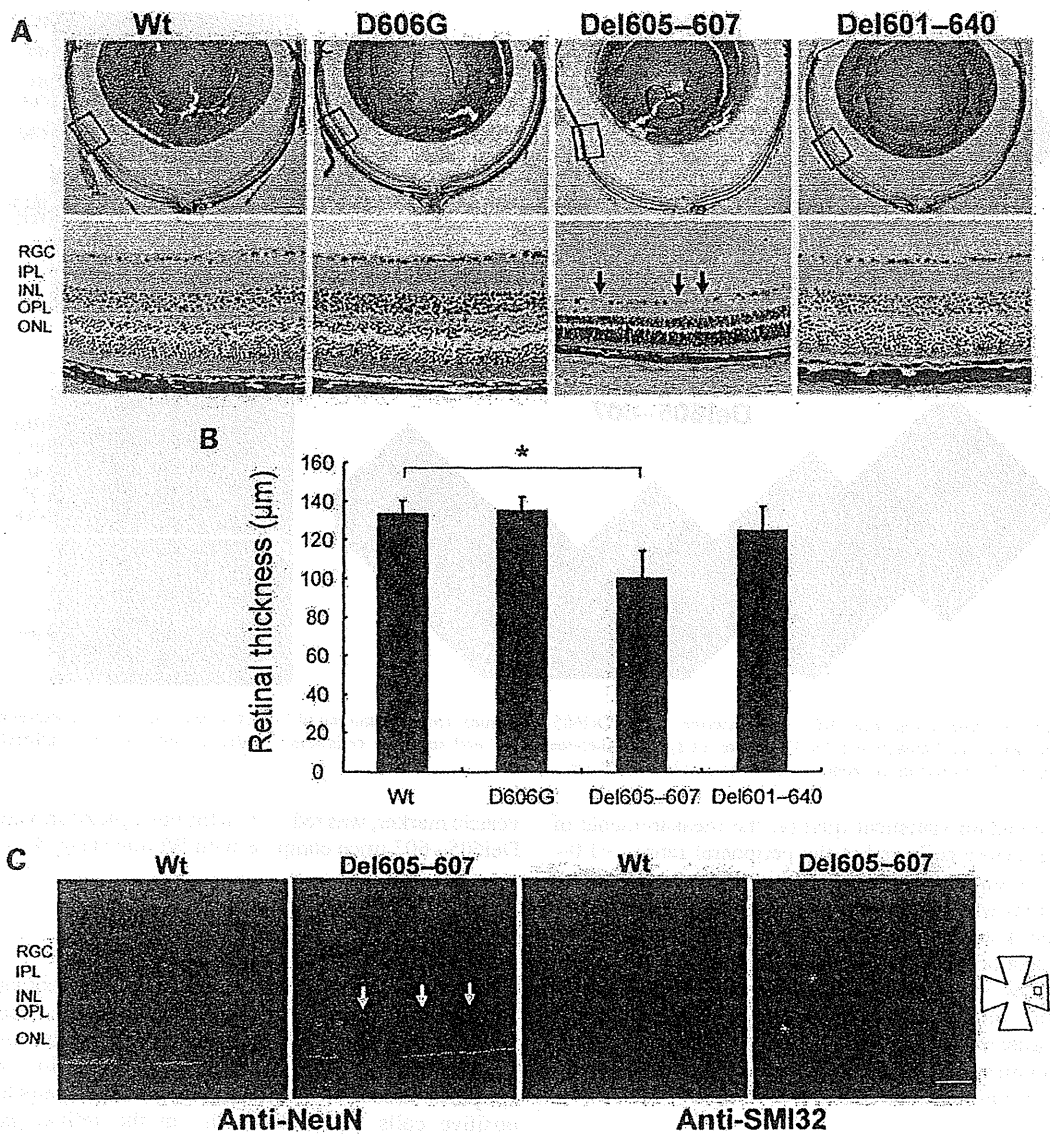 A
Wt D606G Del605–607 Del601–640
RGC
IPL
INL
OPL
ONL
B
*
Retinal thickness (µm)
160
140
120
100
80
60
40
20
0
Wt D606G Del605–607 Del601–640
C
Wt Del605–607 Wt Del605–607
RGC
IPL
INL
OPL
ONL
Anti-NeuN Anti-SMI32